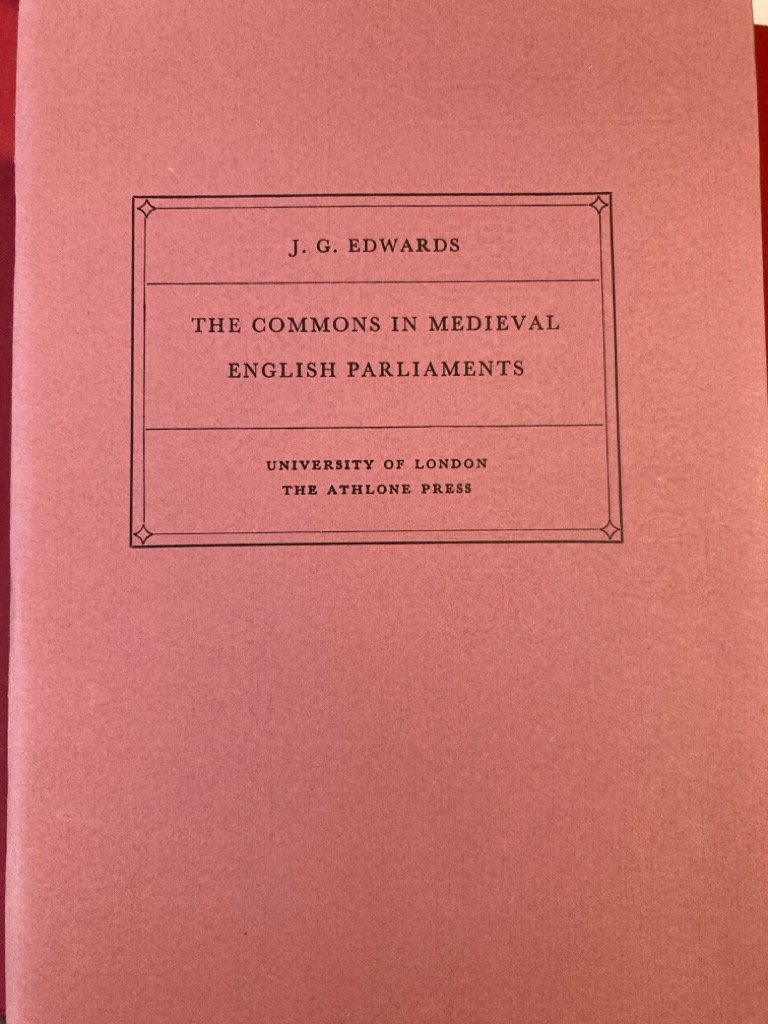 J. G. EDWARDS
THE COMMONS IN MEDIEVAL
ENGLISH PARLIAMENTS
UNIVERSITY OF LONDON
THE ATHLONE PRESS